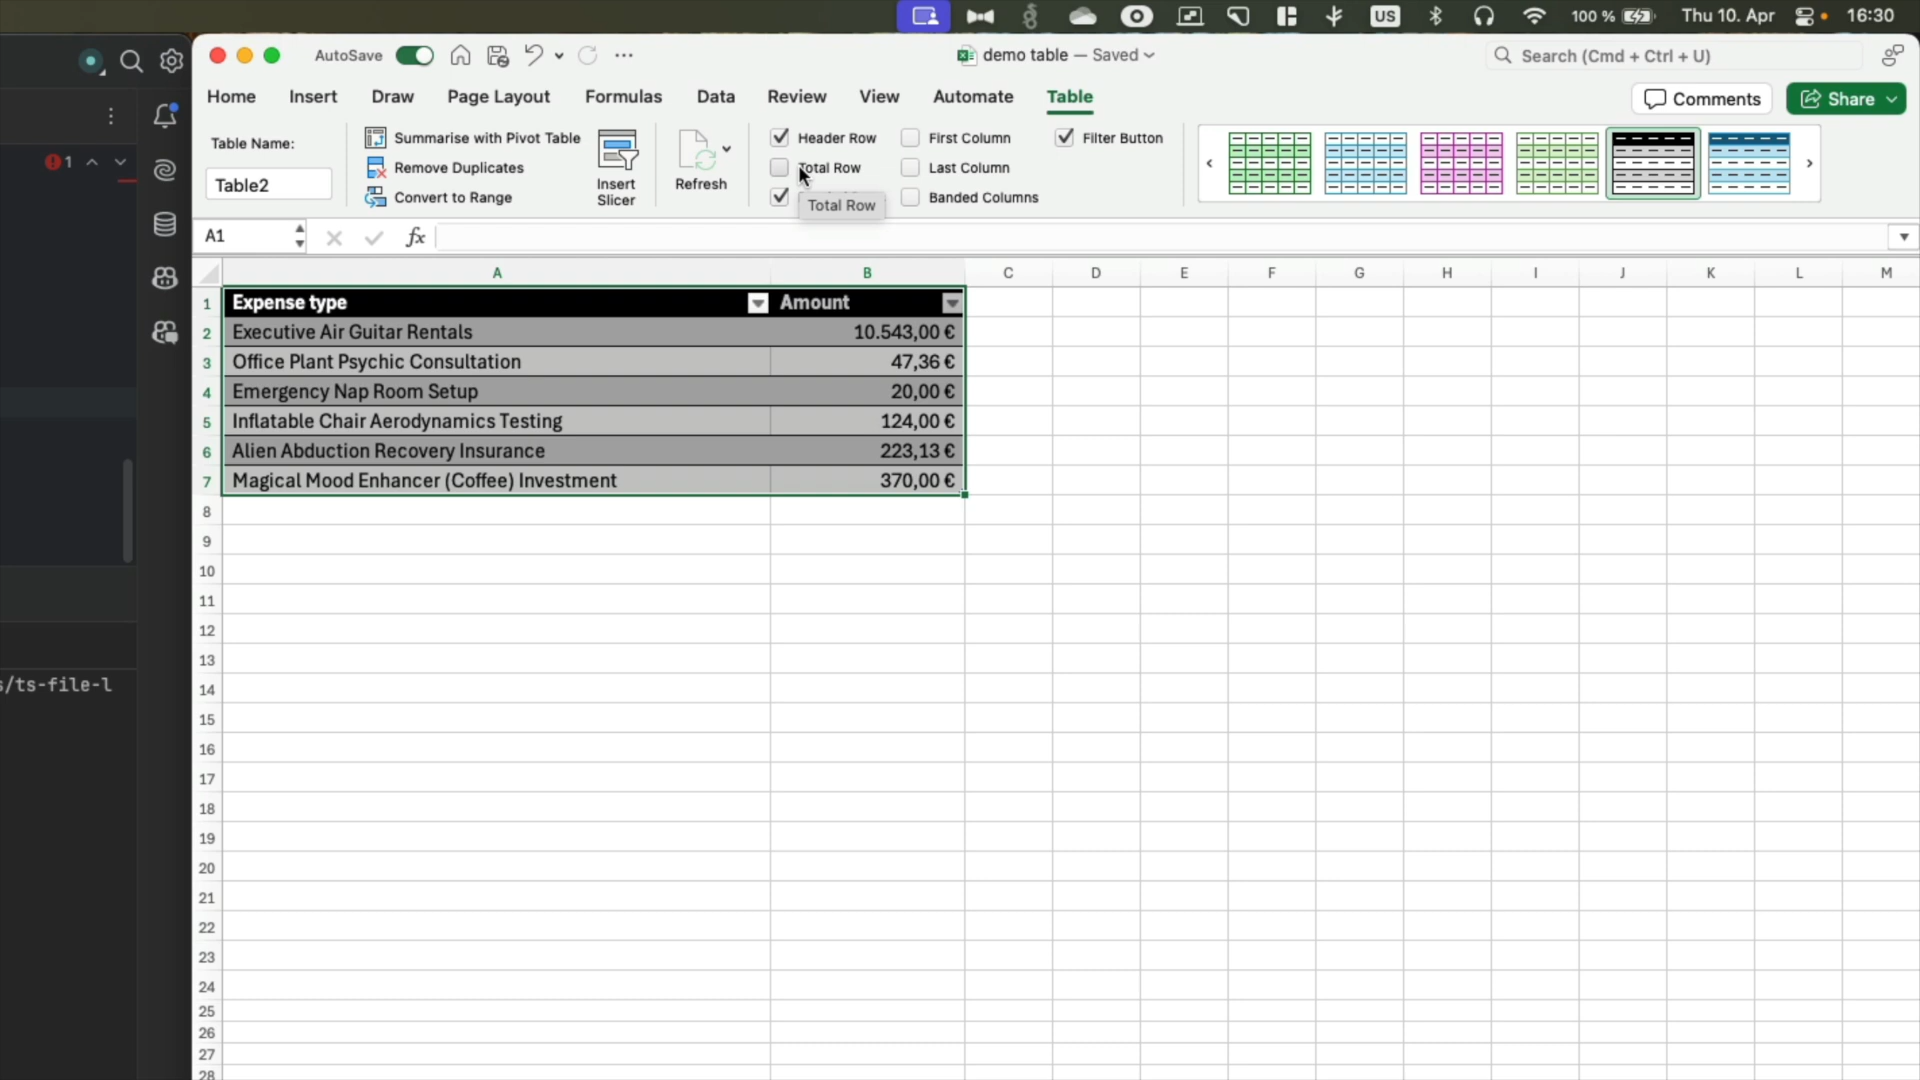 US 100 % Thu 10. Apr 16:30
AutoSave demo table — Saved Search (Cmd + Ctrl + U)
Home Insert Draw Page Layout Formulas Data Review View Automate Table Comments Share
Table Name:
Table2
Summarise with Pivot Table
Remove Duplicates
Convert to Range
Insert
Slicer
Refresh
Header Row
Total Row
Total Row
First Column
Last Column
Banded Columns
Filter Button
1
A1 fx
A B C D E F G H I J K L M
1 Expense type Amount
2 Executive Air Guitar Rentals 10.543,00 €
3 Office Plant Psychic Consultation 47,36 €
4 Emergency Nap Room Setup 20,00 €
5 Inflatable Chair Aerodynamics Testing 124,00 €
6 Alien Abduction Recovery Insurance 223,13 €
7 Magical Mood Enhancer (Coffee) Investment 370,00 €
8
9
10
11
12
13
s/ts-file-l
14
15
16
17
18
19
20
21
22
23
24
25
26
27
28